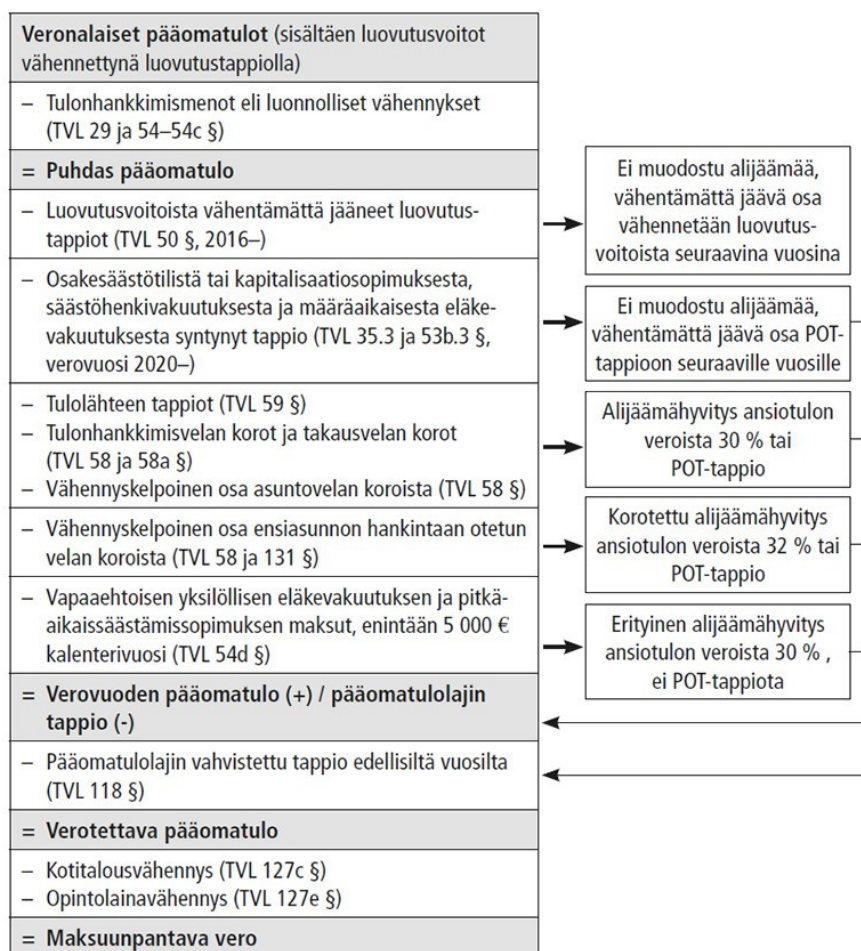 Veronalaiset pääomatulot (sisältäen luovutusvoitot
vähennettynä luovutustappiolla)
– Tulonhankkimismenot eli luonnolliset vähennykset
(TVL 29 ja 54–54c §)
= Puhdas pääomatulo
– Luovutusvoitoista vähentämättä jääneet luovutus-
tappiot (TVL 50 §, 2016–)
Ei muodostu alijäämää,
vähentämättä jäävä osa
vähennetään luovutus-
voitoista seuraavina vuosina
– Osakesäästötilistä tai kapitalisaatiosopimuksesta,
säästöhenkivakuutuksesta ja määräaikaisesta eläke-
vakuutuksesta syntynyt tappio (TVL 35.3 ja 53b.3 §,
verovuosi 2020–)
Ei muodostu alijäämää,
vähentämättä jäävä osa POT-
tappioon seuraaville vuosille
– Tulolähteen tappiot (TVL 59 §)
– Tulonhankkimisvelan korot ja takausvelan korot
(TVL 58 ja 58a §)
– Vähennyskelpoinen osa asuntovelan koroista (TVL 58 §)
Alijäämähyvitys ansiotulon
veroista 30 % tai
POT-tappio
– Vähennyskelpoinen osa ensiasunnon hankintaan otetun
velan koroista (TVL 58 ja 131 §)
Korotettu alijäämähyvitys
ansiotulon veroista 32 % tai
POT-tappio
– Vapaaehtoisen yksilöllisen eläkevakuutuksen ja pitkä-
aikaissäästämissopimuksen maksut, enintään 5 000 €
kalenterivuosi (TVL 54d §)
Erityinen alijäämähyvitys
ansiotulon veroista 30 % ,
ei POT-tappiota
= Verovuoden pääomatulo (+) / pääomatulolajin
tappio (-)
– Pääomatulolajin vahvistettu tappio edellisiltä vuosilta
(TVL 118 §)
= Verotettava pääomatulo
– Kotitalousvähennys (TVL 127c §)
– Opintolainavähennys (TVL 127e §)
= Maksuunpantava vero